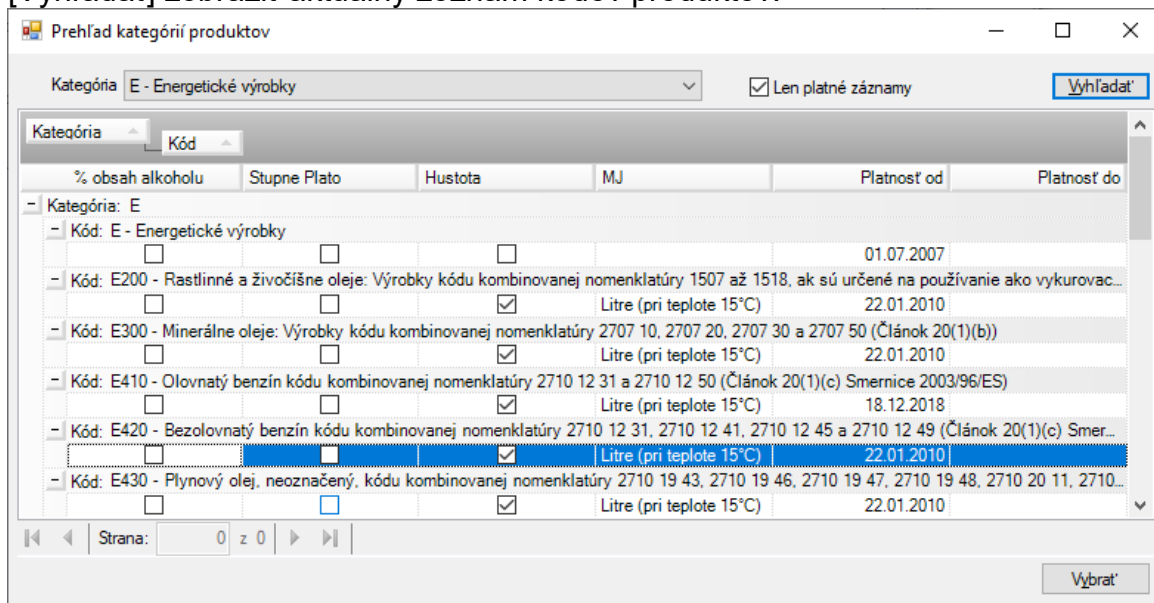 [Vyhľadať] zobraziť aktuálny zoznam kódov produktov.
Prehľad kategórií produktov
Kategória E - Energetické výrobky Len platné záznamy Vyhľadať
Kategória
Kód
% obsah alkoholu Stupne Plato Hustota MJ Platnosť od Platnosť do
Kategória: E
Kód: E - Energetické výrobky
01.07.2007
Kód: E200 - Rastlinné a živočíšne oleje: Výrobky kódu kombinovanej nomenklatúry 1507 až 1518, ak sú určené na používanie ako vykurovac...
Litre (pri teplote 15°C) 22.01.2010
Kód: E300 - Minerálne oleje: Výrobky kódu kombinovanej nomenklatúry 2707 10, 2707 20, 2707 30 a 2707 50 (Článok 20(1)(b))
Litre (pri teplote 15°C) 22.01.2010
Kód: E410 - Olovnatý benzín kódu kombinovanej nomenklatúry 2710 12 31 a 2710 12 50 (Článok 20(1)(c) Smernice 2003/96/ES)
Litre (pri teplote 15°C) 18.12.2018
Kód: E420 - Bezolovnatý benzín kódu kombinovanej nomenklatúry 2710 12 31, 2710 12 41, 2710 12 45 a 2710 12 49 (Článok 20(1)(c) Smer...
Litre (pri teplote 15°C) 22.01.2010
Kód: E430 - Plynový olej, neoznačený, kódu kombinovanej nomenklatúry 2710 19 43, 2710 19 46, 2710 19 47, 2710 19 48, 2710 20 11, 2710...
Litre (pri teplote 15°C) 22.01.2010
Strana: 0 z 0
Vybrať